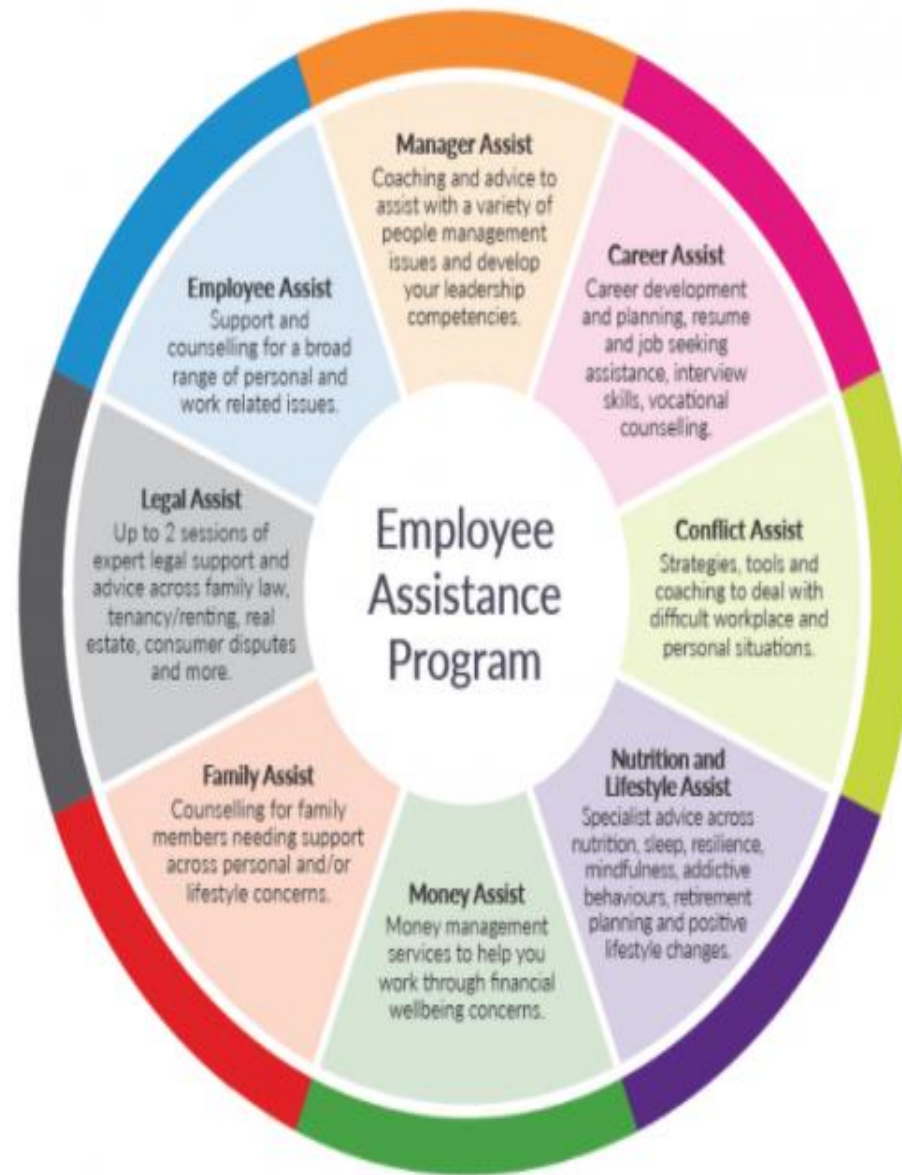 Manager Assist
Coaching and advice to
assist with a variety of
people management
issues and develop
your leadership
competencies.
Career Assist
Career development
and planning, resume
and job seeking
assistance, interview
skills, vocational
counselling.
Conflict Assist
Strategies, tools and
coaching to deal with
difficult workplace and
personal situations.
Nutrition and
Lifestyle Assist
Specialist advice across
nutrition, sleep, resilience,
mindfulness, addictive
behaviours, retirement
planning and positive
lifestyle changes.
Money Assist
Money management
services to help you
work through financial
wellbeing concerns.
Family Assist
Counselling for family
members needing support
across personal and/or
lifestyle concerns.
Legal Assist
Up to 2 sessions of
expert legal support and
advice across family law,
tenancy/renting, real
estate, consumer disputes
and more.
Employee Assist
Support and
counselling for a broad
range of personal and
work related issues.
Employee
Assistance
Program